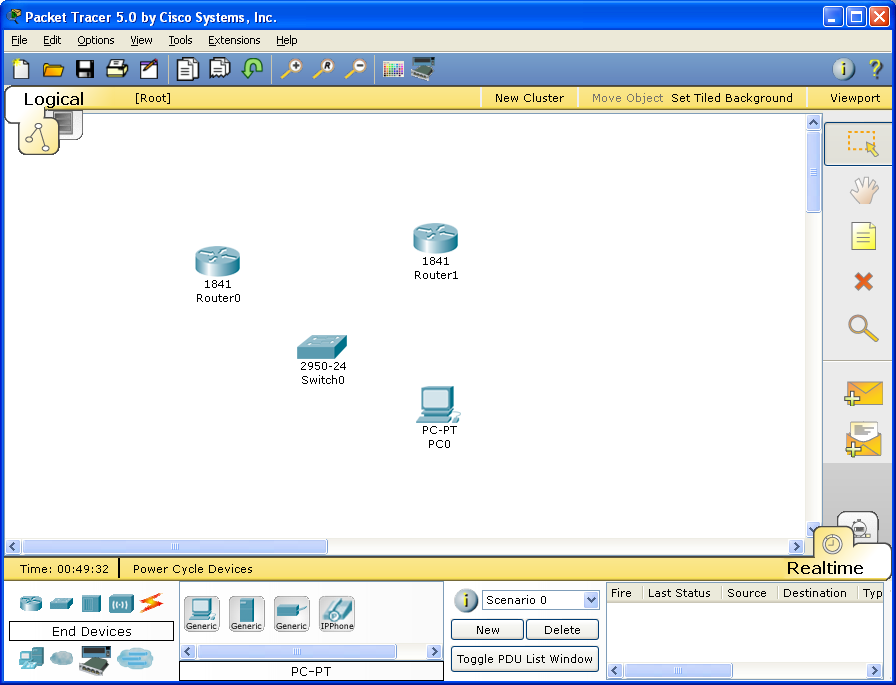 Packet Tracer 5.0 by Cisco Systems, Inc.
File Edit Options View Tools Extensions Help
Logical [Root] New Cluster Move Object Set Tiled Background Viewport
1841
Router0
1841
Router1
2950-24
Switch0
PC-PT
PC0
Time: 00:49:32 Power Cycle Devices
Realtime
End Devices
Generic Generic Generic IPPhone
PC-PT
Scenario 0
New Delete
Toggle PDU List Window
Fire Last Status Source Destination Typ